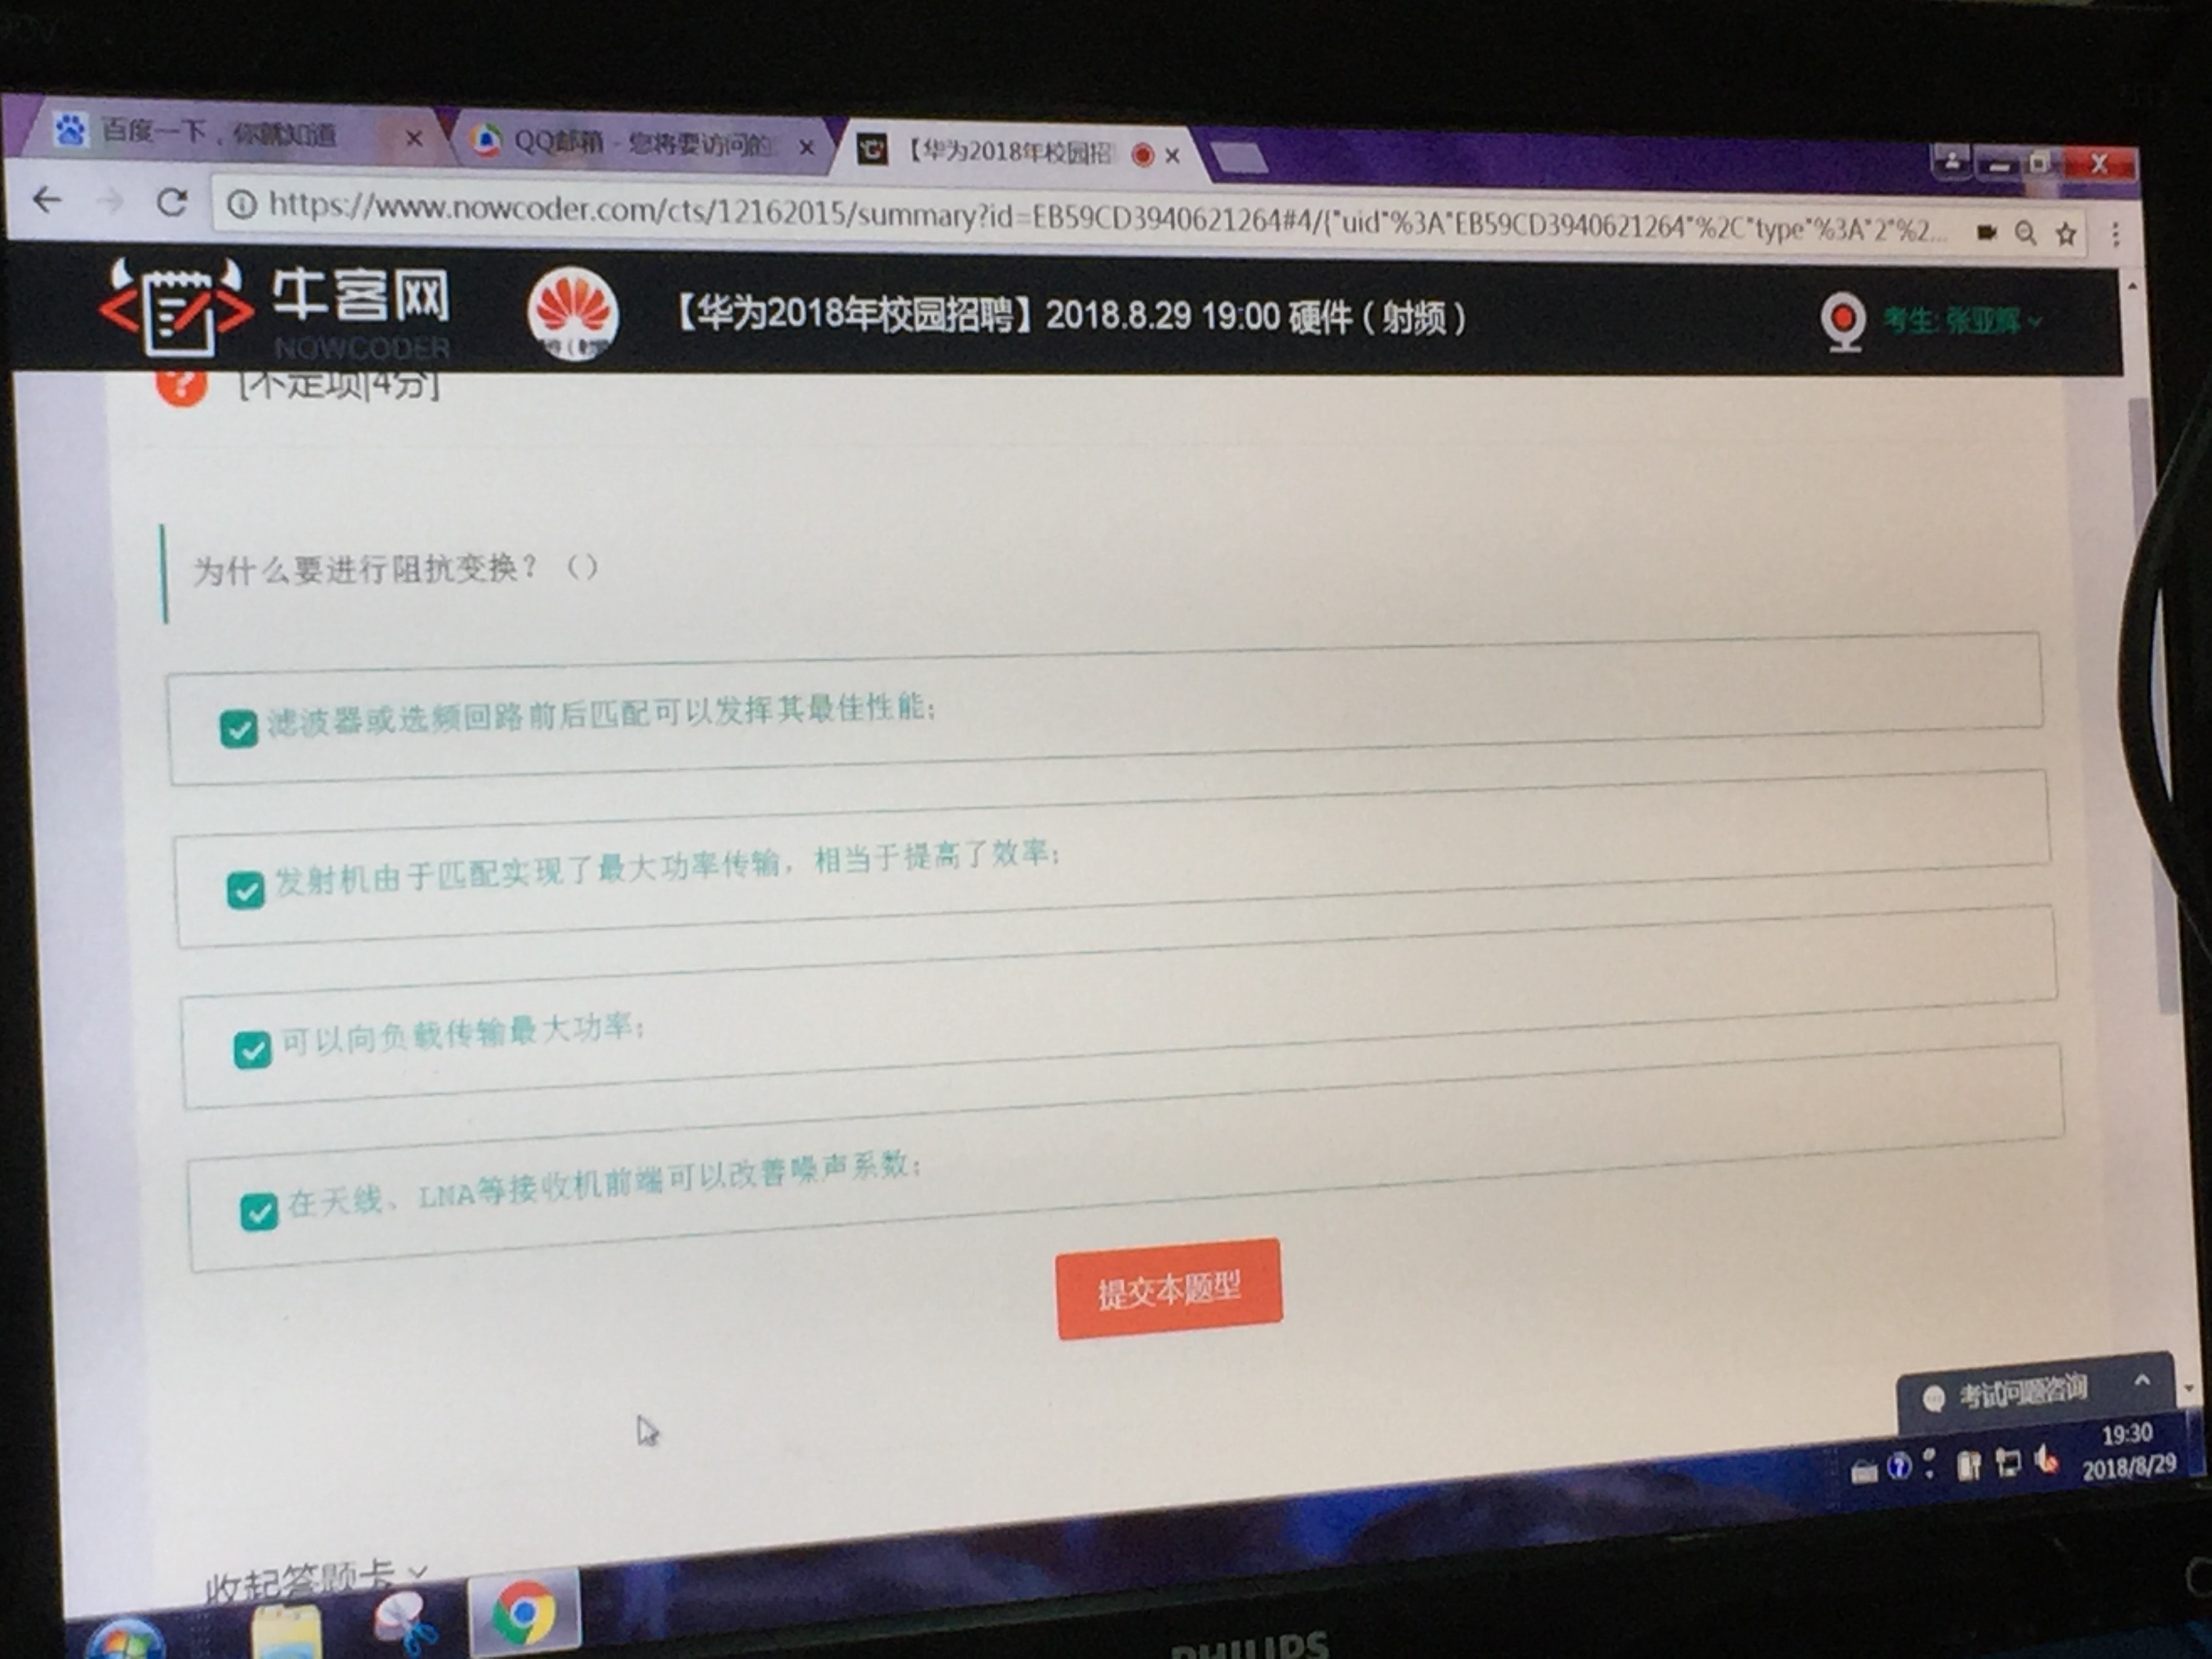 百度一下，你就知道
QQ邮箱 - 您将要访问的
【华为2018年校园招
https://www.nowcoder.com/cts/12162015/summary?id=EB59CD3940621264#4/{"uid"%3A"EB59CD3940621264"%2C"type"%3A"2"%2...
牛客网
NOWCODER
【华为2018年校园招聘】2018.8.29 19:00 硬件（射频）
考生: 张亚辉
[不定项|4分]
为什么要进行阻抗变换？（）
滤波器或选频回路前后匹配可以发挥其最佳性能；
发射机由于匹配实现了最大功率传输，相当于提高了效率；
可以向负载传输最大功率；
在天线、LNA等接收机前端可以改善噪声系数；
提交本题型
考试问题咨询
19:30
2018/8/29
收起答题卡
PHILIPS